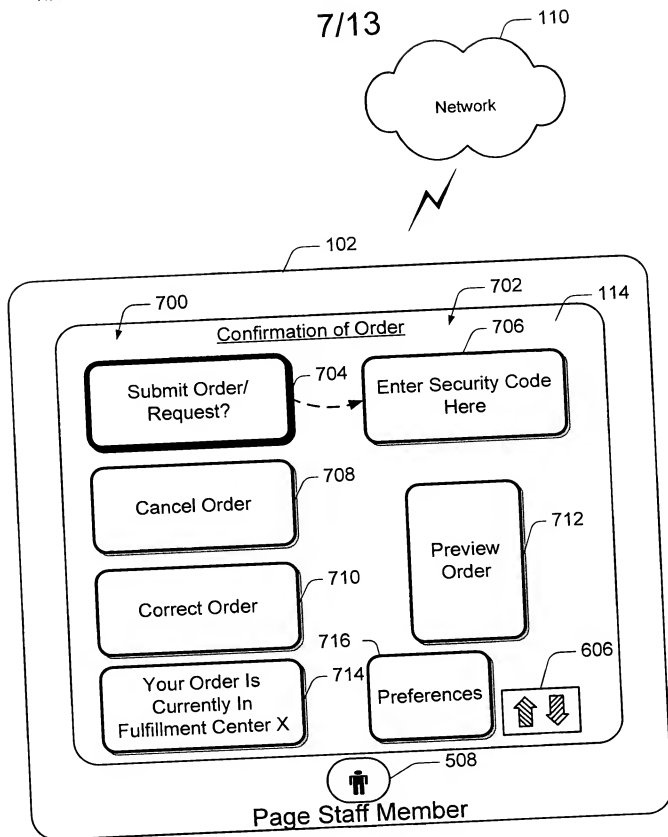 7/13
110
Network
102
700
702
114
Confirmation of Order
706
Submit Order/
Request?
704
Enter Security Code
Here
708
Cancel Order
712
Preview
Order
710
Correct Order
716
606
Your Order Is
Currently In
Fulfillment Center X
714
Preferences
508
Page Staff Member